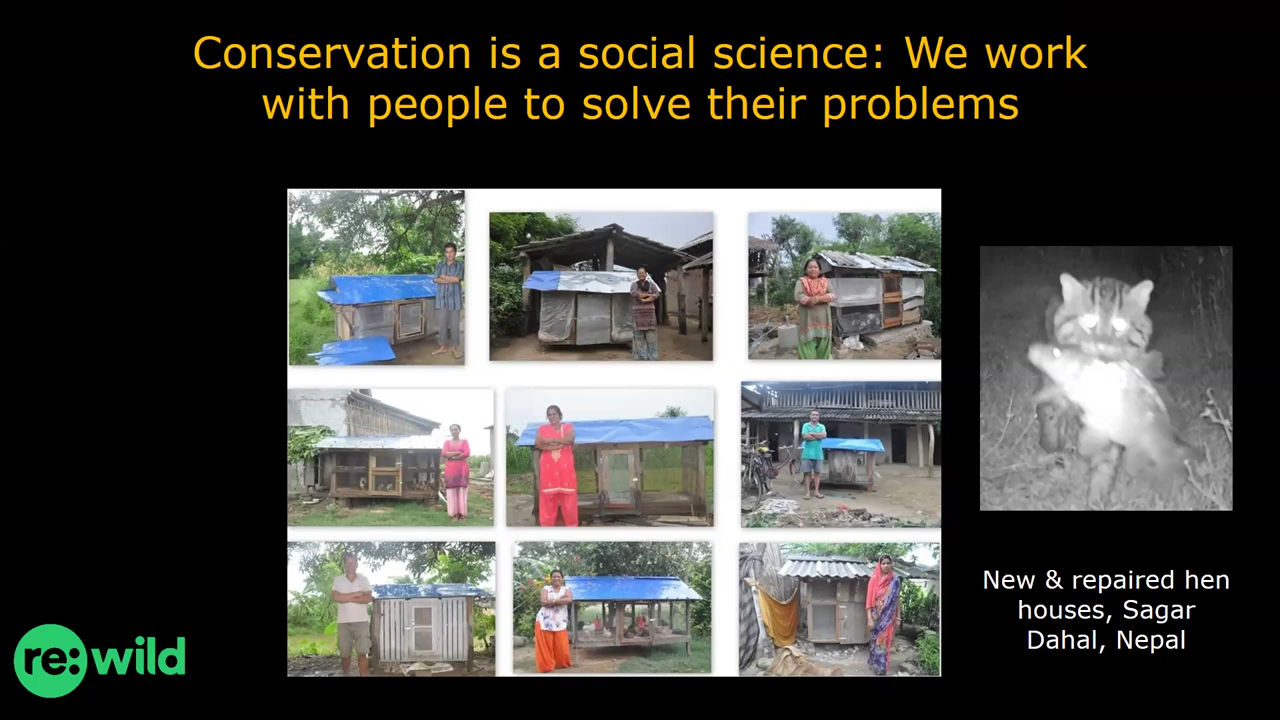 Conservation is a social science: We work
with people to solve their problems
New & repaired hen
houses, Sagar
Dahal, Nepal
re:wild